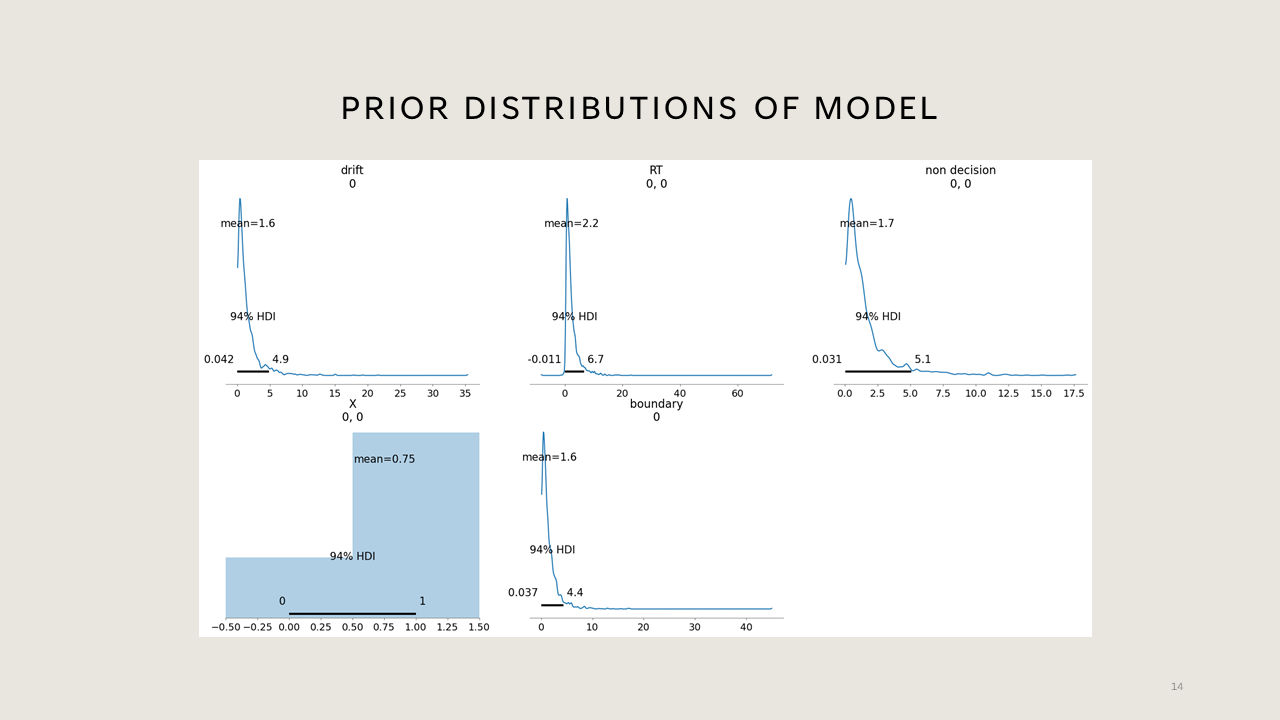 PRIOR DISTRIBUTIONS OF MODEL
drift
0
mean=1.6
94% HDI
0.042 4.9
0 5 10 15 20 25 30 35
RT
0, 0
mean=2.2
94% HDI
-0.011 6.7
0 20 40 60
non decision
0, 0
mean=1.7
94% HDI
0.031 5.1
0.0 2.5 5.0 7.5 10.0 12.5 15.0 17.5
X
0, 0
mean=0.75
94% HDI
0 1
−0.50 −0.25 0.00 0.25 0.50 0.75 1.00 1.25 1.50
boundary
0
mean=1.6
94% HDI
0.037 4.4
0 10 20 30 40
14